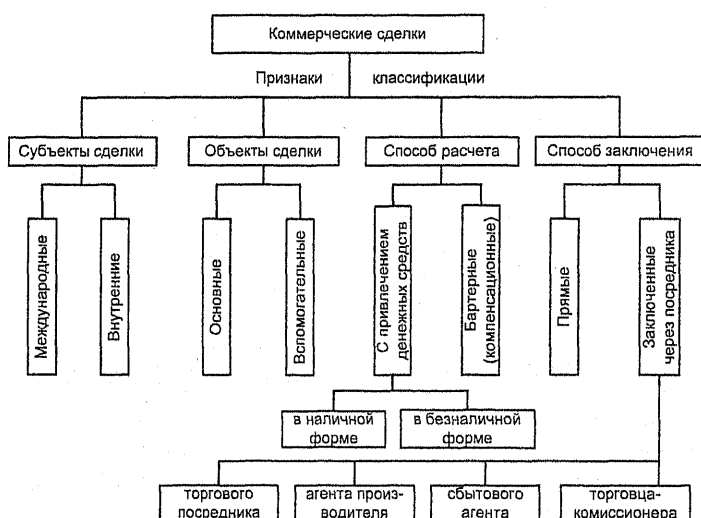 Коммерческие сделки
Признаки классификации
Субъекты сделки
Объекты сделки
Способ расчета
Способ заключения
Международные
Внутренние
Основные
Вспомогательные
С привлечением
денежных средств
Бартерные
(компенсационные)
Прямые
Заключенные
через посредника
в наличной
форме
в безналичной
форме
торгового
посредника
агента произ-
водителя
сбытового
агента
торговца-
комиссионера